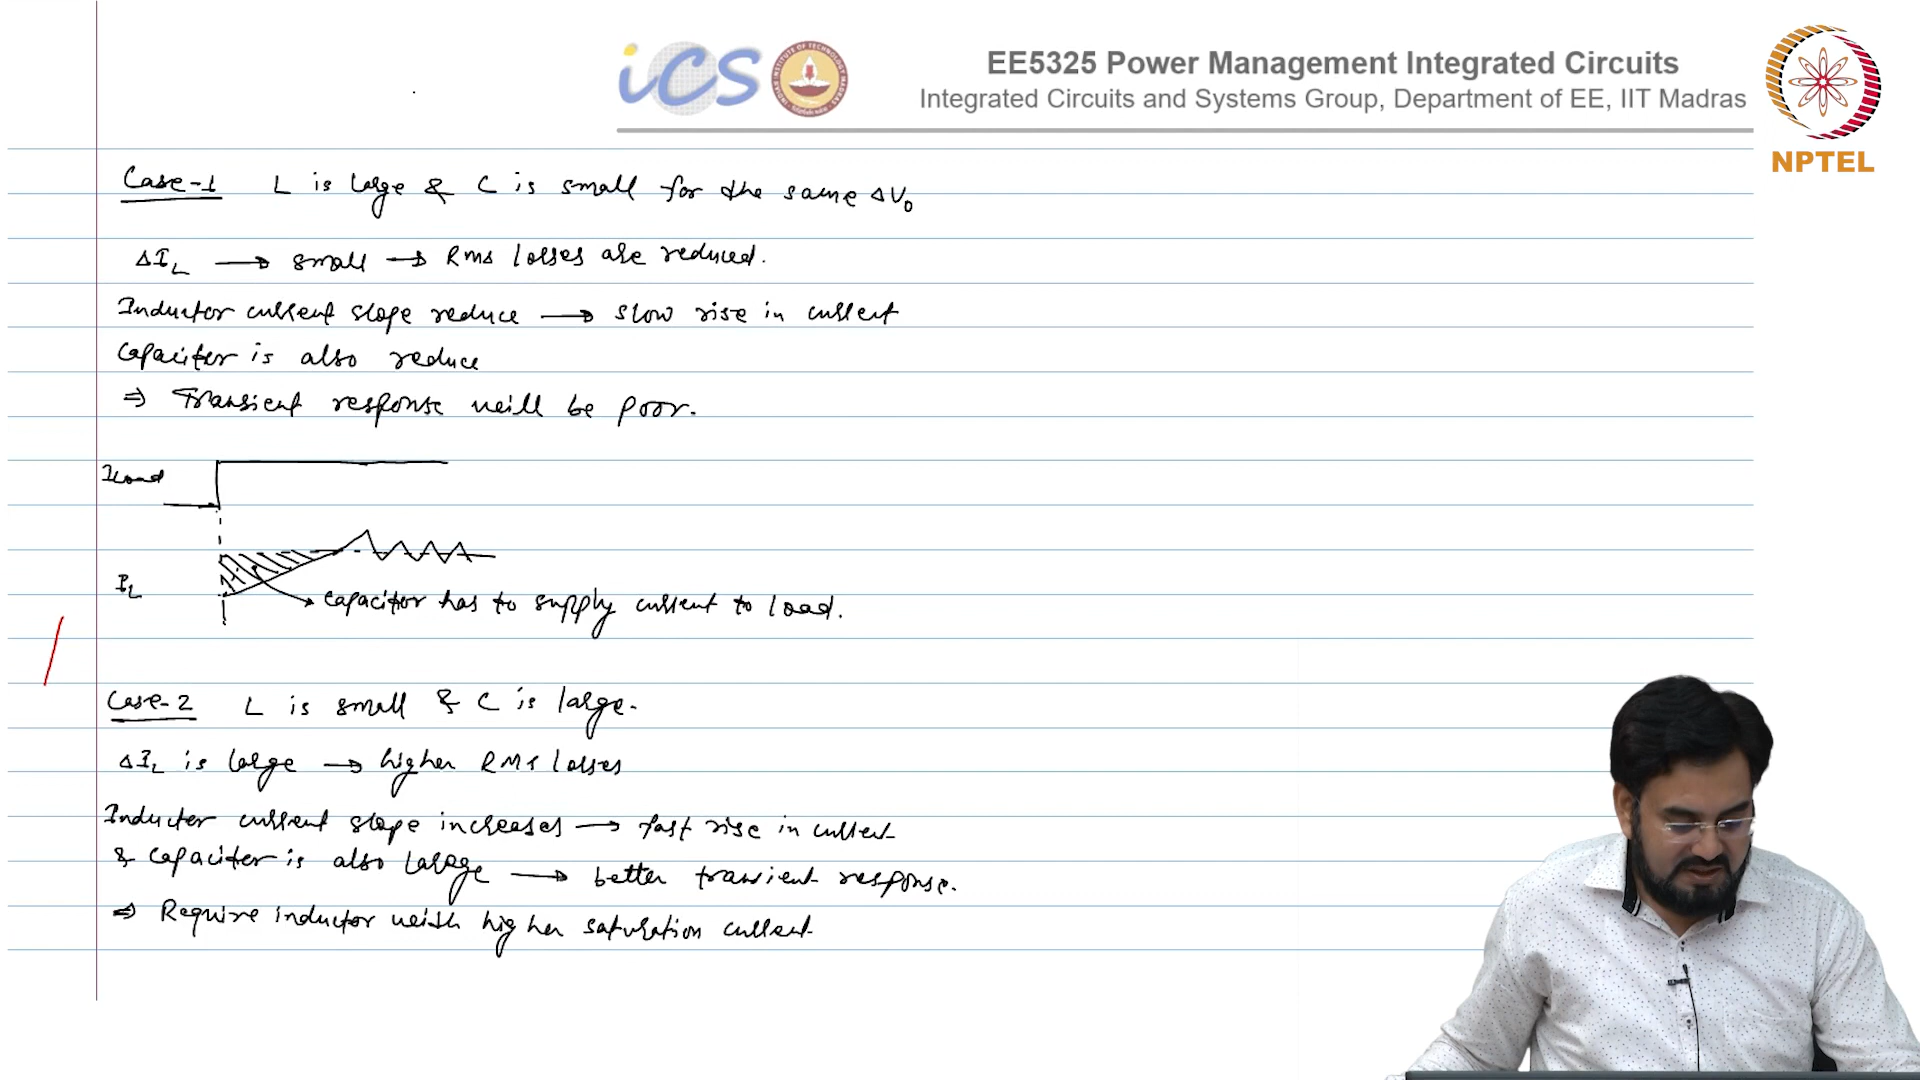 iCS
EE5325 Power Management Integrated Circuits
Integrated Circuits and Systems Group, Department of EE, IIT Madras
NPTEL
Case-1 L is large & C is small for the same ΔV₀
ΔI_L → small → RMS losses are reduced.
Inductor current slope reduce → slow rise in current
Capacitor is also reduce
⇒ Transient response will be poor.
Iload
I_L
capacitor has to supply current to load.
Case-2 L is small & C is large.
ΔI_L is large → higher RMS losses
Inductor current slope increases → fast rise in current
& capacitor is also large → better transient response.
⇒ Require inductor with higher saturation current